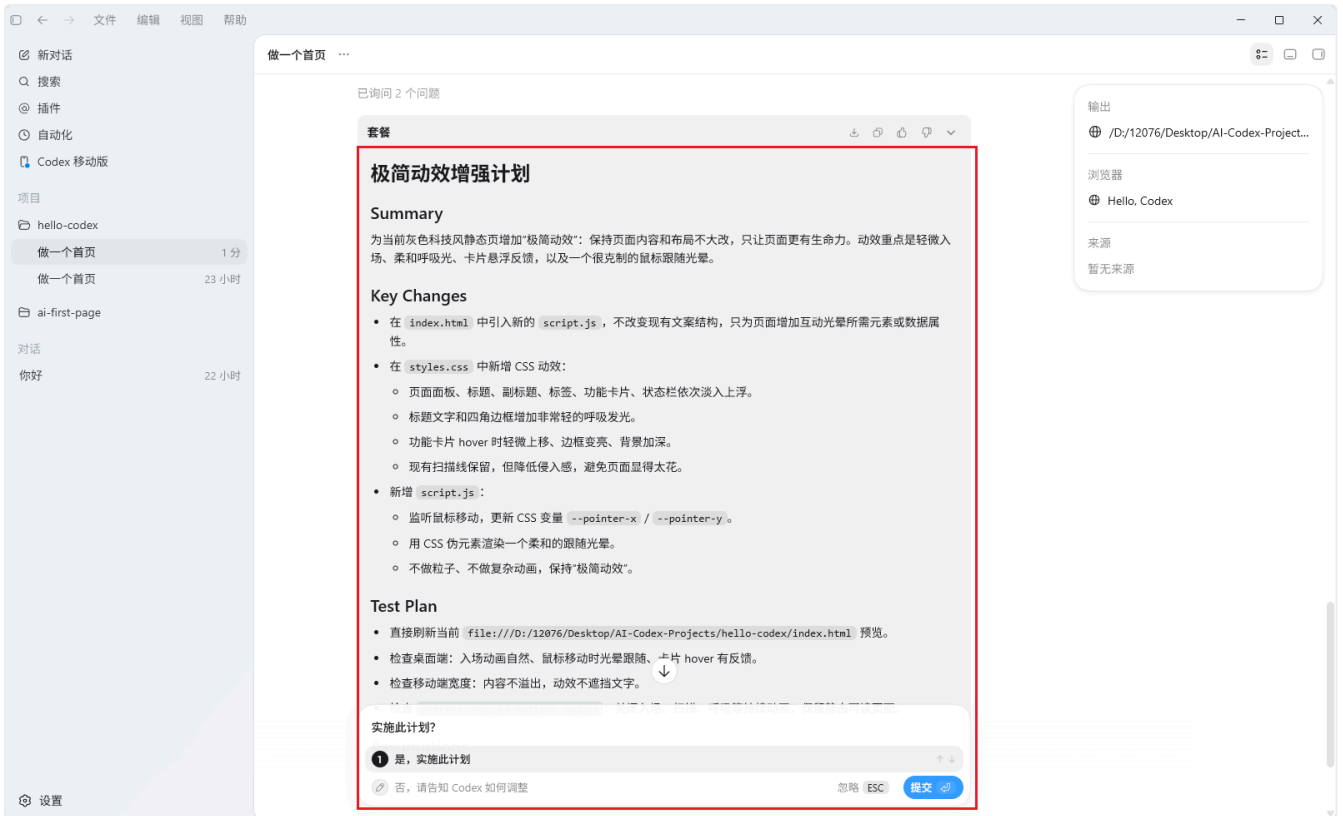 文件 编辑 视图 帮助
新对话
搜索
插件
自动化
Codex 移动版
项目
hello-codex
做一个首页 1 分
做一个首页 23 小时
ai-first-page
对话
你好 22 小时
设置
做一个首页 ···
已询问 2 个问题
套餐
极简动效增强计划
Summary
为当前灰色科技风静态页增加“极简动效”：保持页面内容和布局不大改，只让页面更有生命力。动效重点是轻微入
场、柔和呼吸光、卡片悬浮反馈，以及一个很克制的鼠标跟随光晕。
Key Changes
• 在 index.html 中引入新的 script.js，不改变现有文案结构，只为页面增加互动光晕所需元素或数据属
性。
• 在 styles.css 中新增 CSS 动效：
页面面板、标题、副标题、标签、功能卡片、状态栏依次淡入上浮。
标题文字和四角边框增加非常轻的呼吸发光。
功能卡片 hover 时轻微上移、边框变亮、背景加深。
现有扫描线保留，但降低侵入感，避免页面显得太花。
• 新增 script.js：
监听鼠标移动，更新 CSS 变量 --pointer-x / --pointer-y。
用 CSS 伪元素渲染一个柔和的跟随光晕。
不做粒子、不做复杂动画，保持“极简动效”。
Test Plan
• 直接刷新当前 file:///D:/12076/Desktop/AI-Codex-Projects/hello-codex/index.html 预览。
• 检查桌面端：入场动画自然、鼠标移动时光晕跟随、卡片 hover 有反馈。
• 检查移动端宽度：内容不溢出，动效不遮挡文字。
实施此计划？
1 是，实施此计划
否，请告知 Codex 如何调整 忽略 ESC 提交
输出
/D:/12076/Desktop/AI-Codex-Project...
浏览器
Hello, Codex
来源
暂无来源